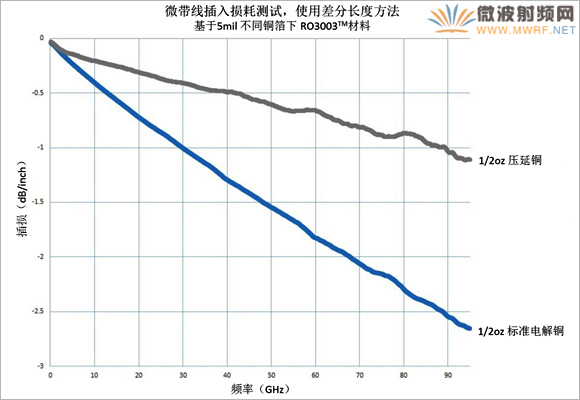 微波射频网
WWW.MWRF.NET
微带线插入损耗测试，使用差分长度方法
基于5mil 不同铜箔下 RO3003™材料
0
-0.5
-1
-1.5
-2
-2.5
-3
插损（dB/inch）
1/2oz 压延铜
1/2oz 标准电解铜
0 10 20 30 40 50 60 70 80 90
频率（GHz）